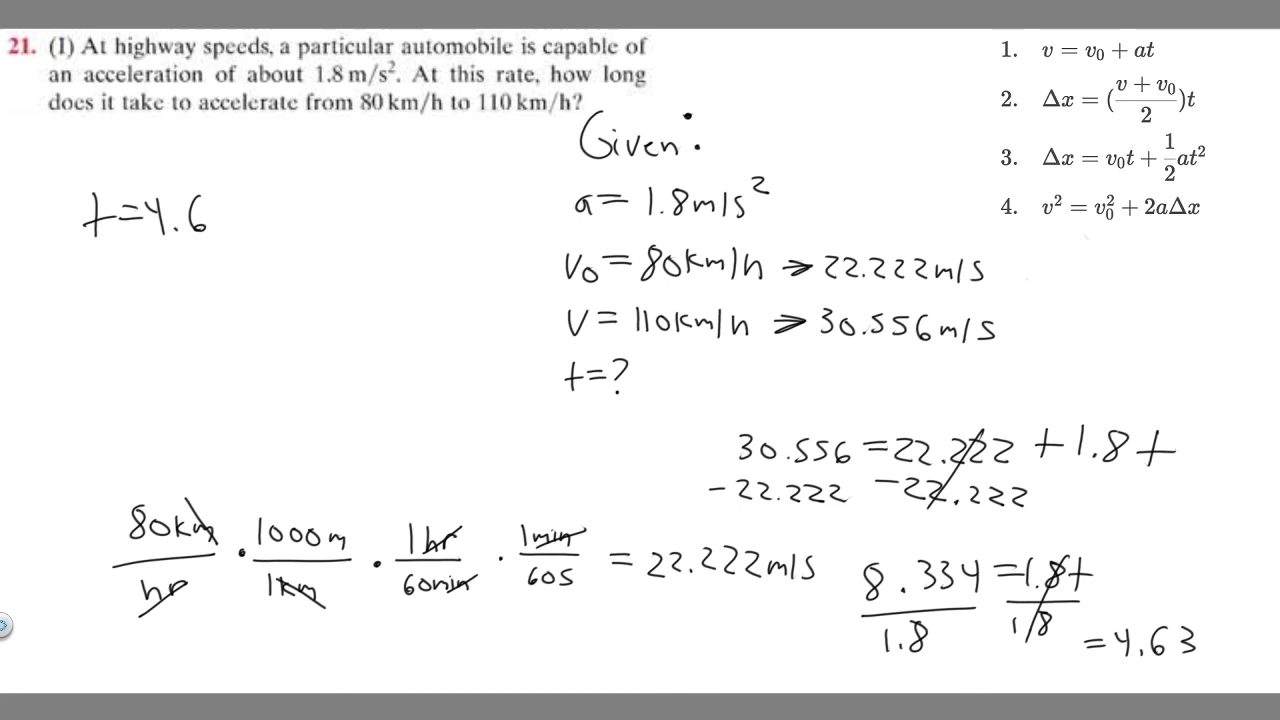 21. (I) At highway speeds, a particular automobile is capable of
an acceleration of about 1.8 m/s². At this rate, how long
does it take to accelerate from 80 km/h to 110 km/h?
1. v = v₀ + at
2. Δx = ((v + v₀)/2)t
3. Δx = v₀t + 1/2 at²
4. v² = v₀² + 2aΔx
Given:
a = 1.8 m/s²
v₀ = 80km/h → 22.222 m/s
v = 110km/h → 30.556 m/s
t = ?
t = 4.6
30.556 = 22.222 + 1.8t
-22.222 -22.222
80km/hr · 1000m/1km · 1hr/60min · 1min/60s = 22.222 m/s
8.334/1.8 = 1.8t/1.8
= 4.63